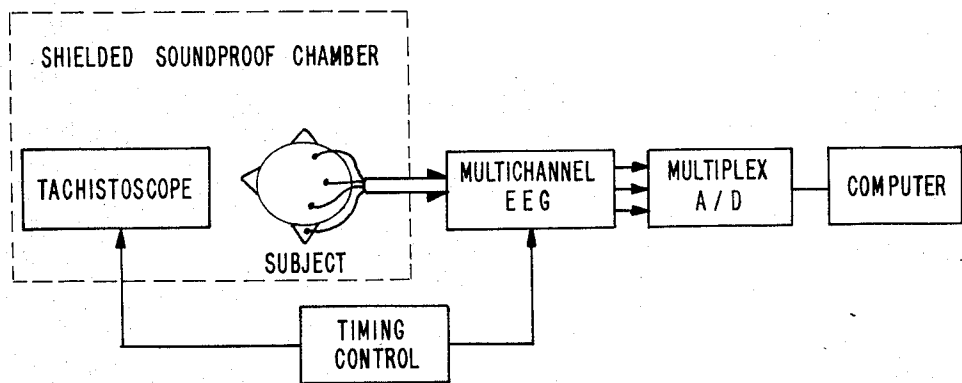 SHIELDED SOUNDPROOF CHAMBER
TACHISTOSCOPE
SUBJECT
MULTICHANNEL
EEG
MULTIPLEX
A/D
COMPUTER
TIMING
CONTROL